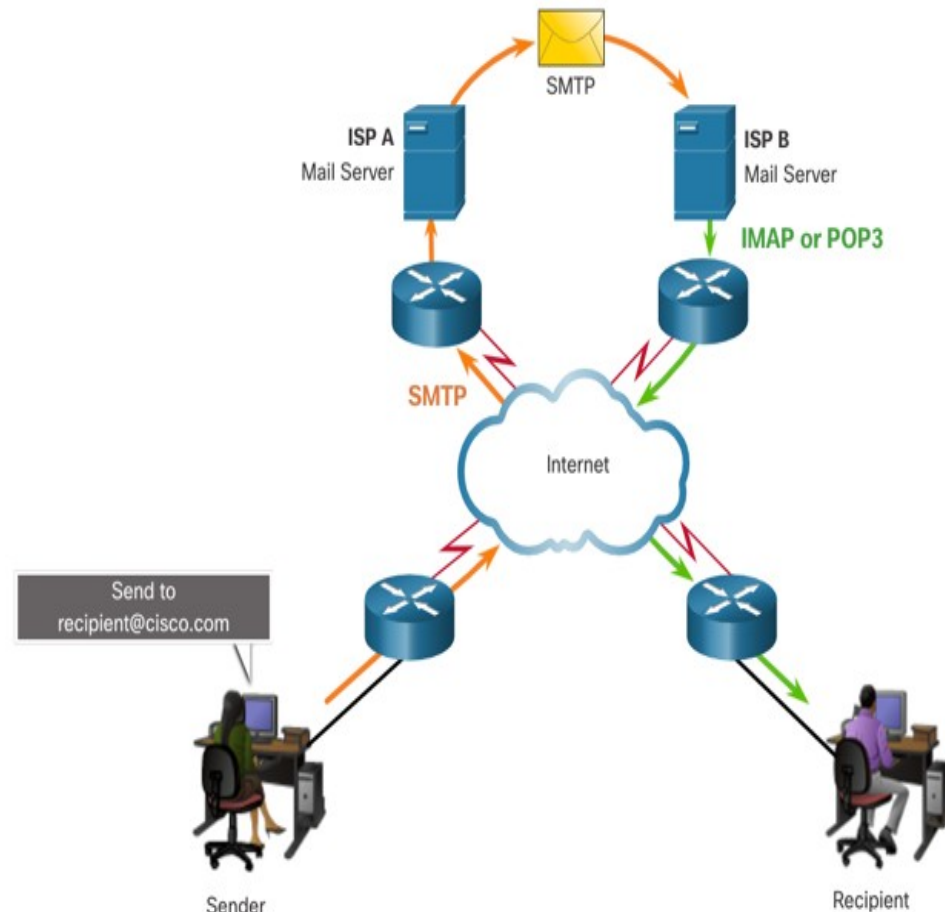 SMTP
ISP A
Mail Server
ISP B
Mail Server
IMAP or POP3
SMTP
Internet
Send to
recipient@cisco.com
Sender
Recipient